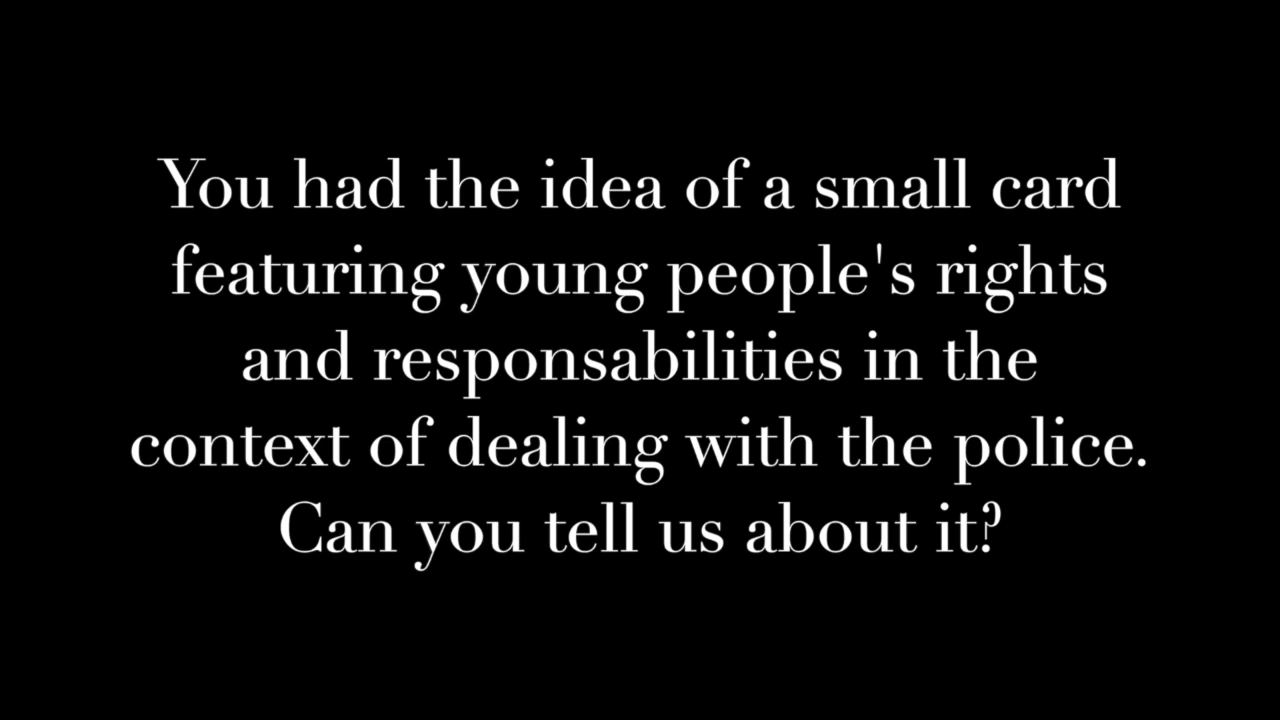 You had the idea of a small card
featuring young people's rights
and responsabilities in the
context of dealing with the police.
Can you tell us about it?